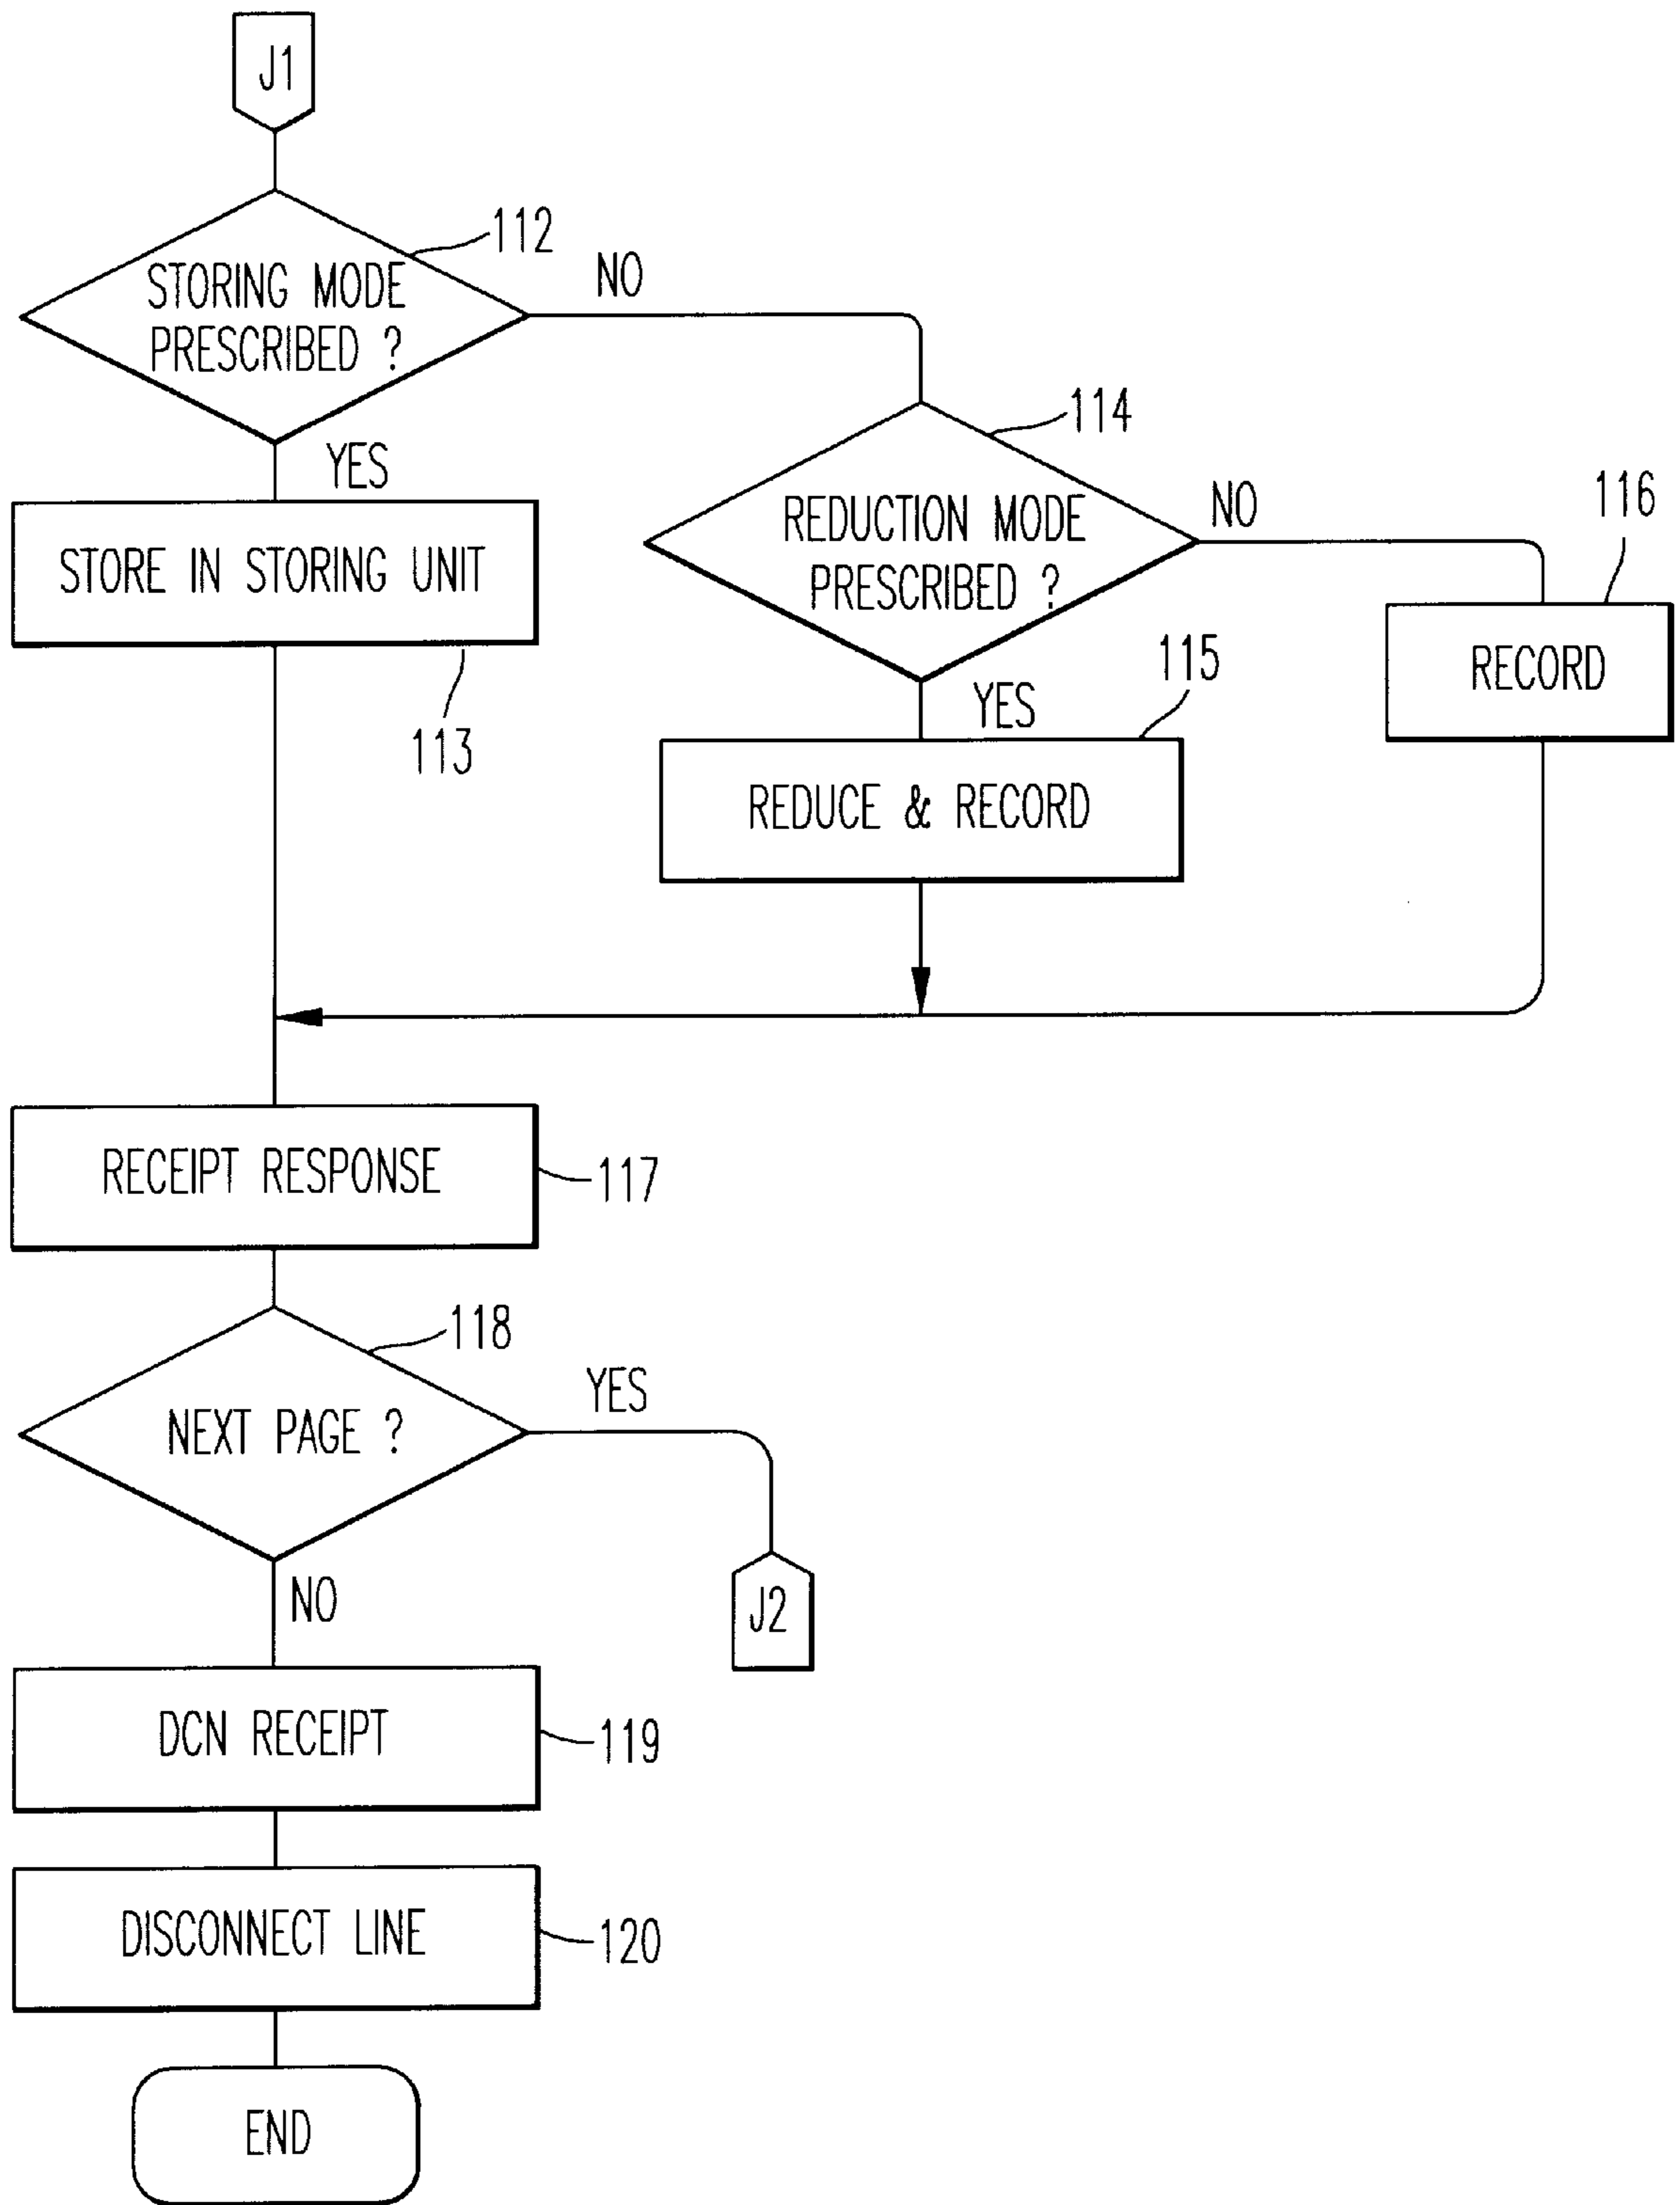 J1
112
STORING MODE
PRESCRIBED ?
NO
YES
114
REDUCTION MODE
PRESCRIBED ?
NO
116
STORE IN STORING UNIT
113
RECORD
YES
115
REDUCE & RECORD
RECEIPT RESPONSE
117
118
NEXT PAGE ?
YES
NO
J2
DCN RECEIPT
119
DISCONNECT LINE
120
END